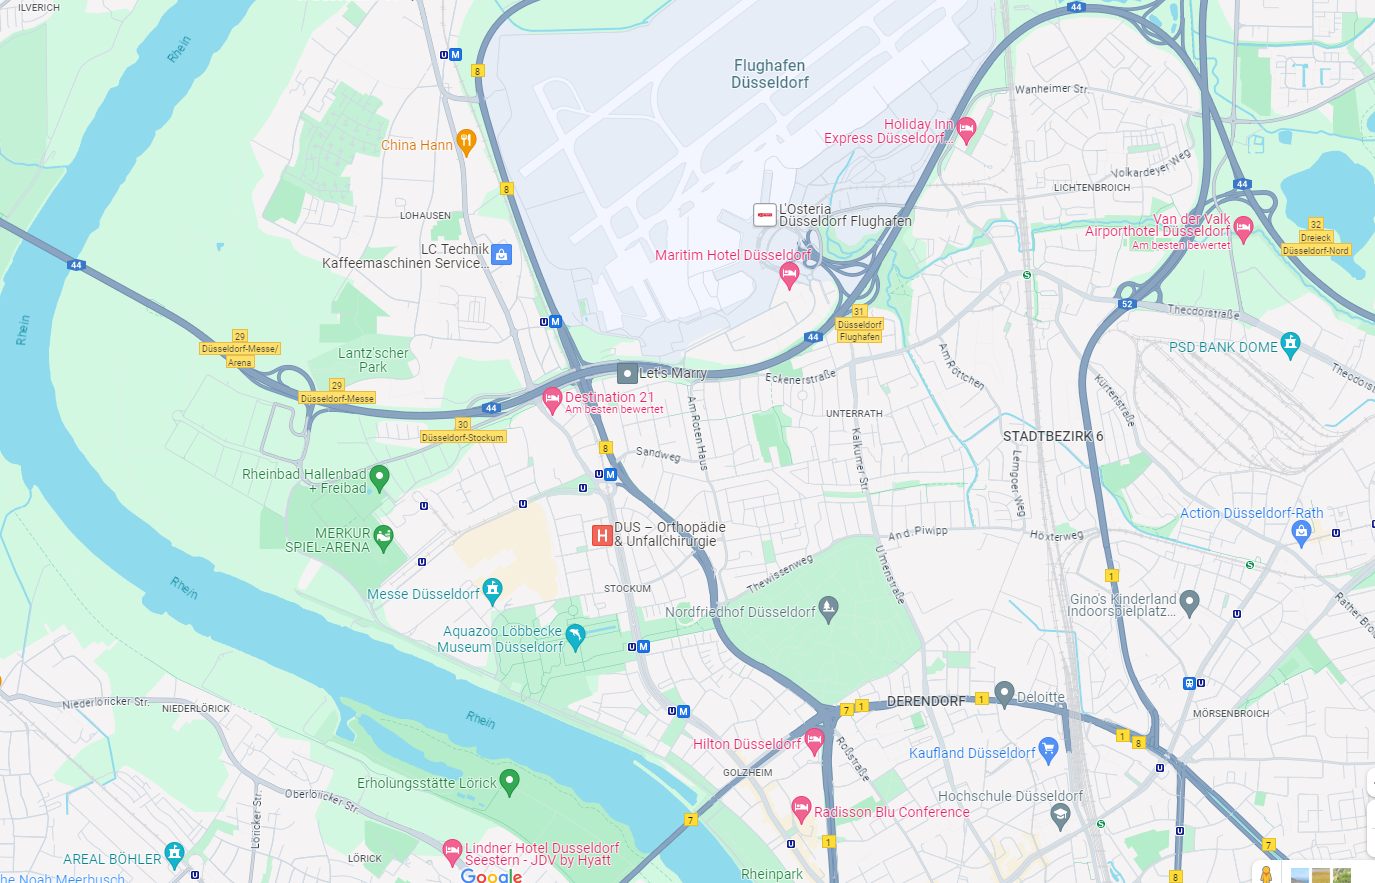 ILVERICH
Rhein
44
8
Flughafen
Düsseldorf
Wanheimer Str.
Holiday Inn
Express Düsseldorf...
China Hann
Volkardeyer Weg
LICHTENBROICH
44
8
LOHAUSEN
L'Osteria
Düsseldorf Flughafen
Van der Valk
Airporthotel Düsseldorf
Am besten bewertet
32
Dreieck
Düsseldorf-Nord
LC Technik
Kaffeemaschinen Service...
Maritim Hotel Düsseldorf
44
52
Theodorstraße
31
Düsseldorf
Flughafen
Rhein
29
Düsseldorf-Messe/
Arena
44
PSD BANK DOME
Lantz'scher
Park
Let's Marry
Eckenerstraße
Am Röttchen
Kürtenstraße
Theodorstr
29
Düsseldorf-Messe
44
Destination 21
Am besten bewertet
Am Roten Haus
UNTERRATH
30
Düsseldorf-Stockum
8
Sandweg
Kalkumer Str.
STADTBEZIRK 6
Lemgoer Weg
Rheinbad Hallenbad
+ Freibad
MERKUR
SPIEL-ARENA
DUS – Orthopädie
& Unfallchirurgie
Action Düsseldorf-Rath
And. Piwipp
Höxterweg
Thewissenweg
Ulmenstraße
1
Rhein
Messe Düsseldorf
STOCKUM
Nordfriedhof Düsseldorf
Gino's Kinderland
Indoorspielplatz...
Rather Bro
Aquazoo Löbbecke
Museum Düsseldorf
Niederlöricker Str.
NIEDERLÖRICK
Rhein
7
1
DERENDORF
1
Deloitte
MÖRSENBROICH
1
8
Hilton Düsseldorf
Roßstraße
Kaufland Düsseldorf
GOLZHEIM
Erholungsstätte Lörick
Oberlöricker Str.
Löricker Str.
Hochschule Düsseldorf
Radisson Blu Conference
7
1
7
Lindner Hotel Dusseldorf
Seestern - JDV by Hyatt
AREAL BÖHLER
LÖRICK
Google
Rheinpark
8
he Noah Meerbusch